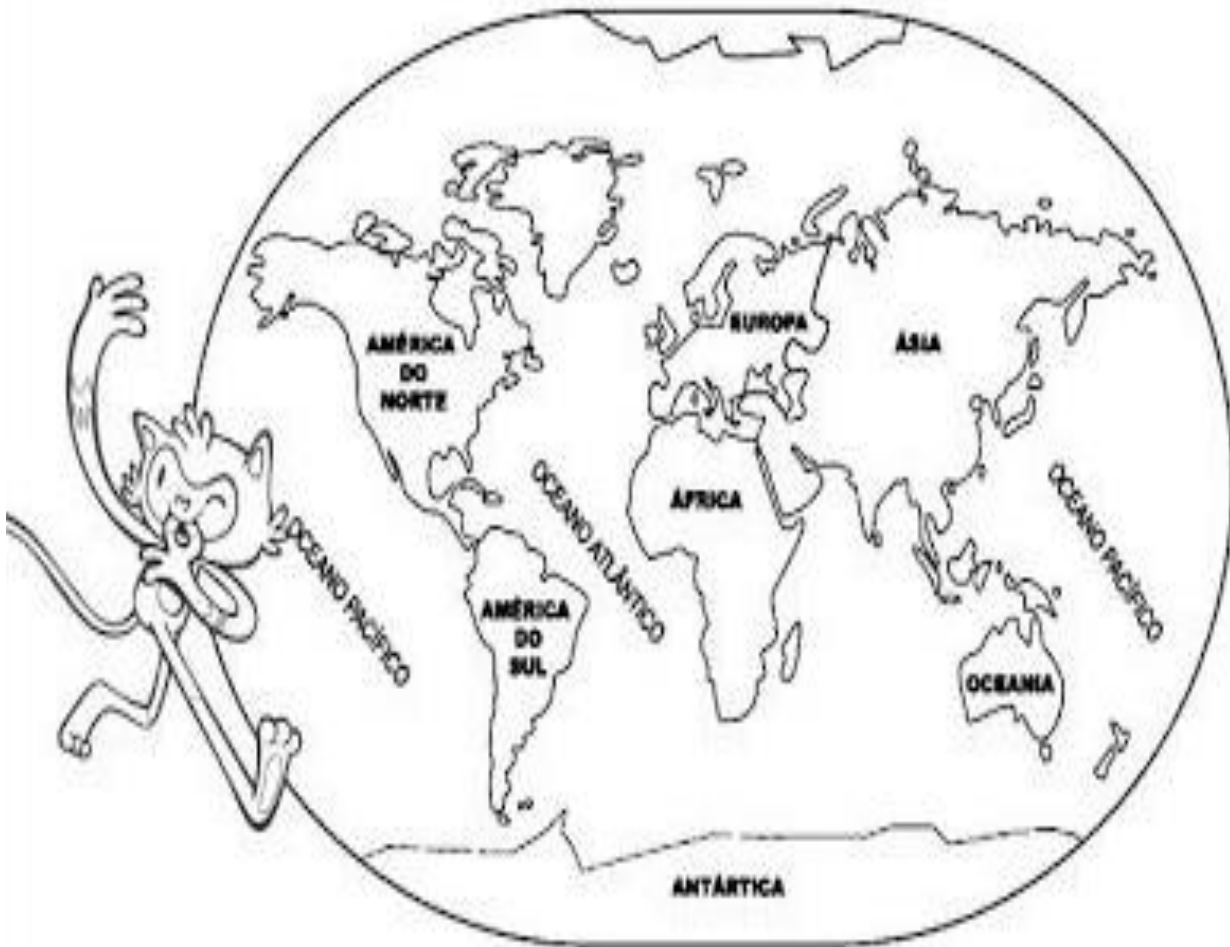 EUROPA
AMÉRICA
DO
NORTE
ÁSIA
OCEANO ATLÂNTICO
OCEANO PACÍFICO
ÁFRICA
OCEANO PACÍFICO
AMÉRICA
DO
SUL
OCEANIA
ANTÁRTICA